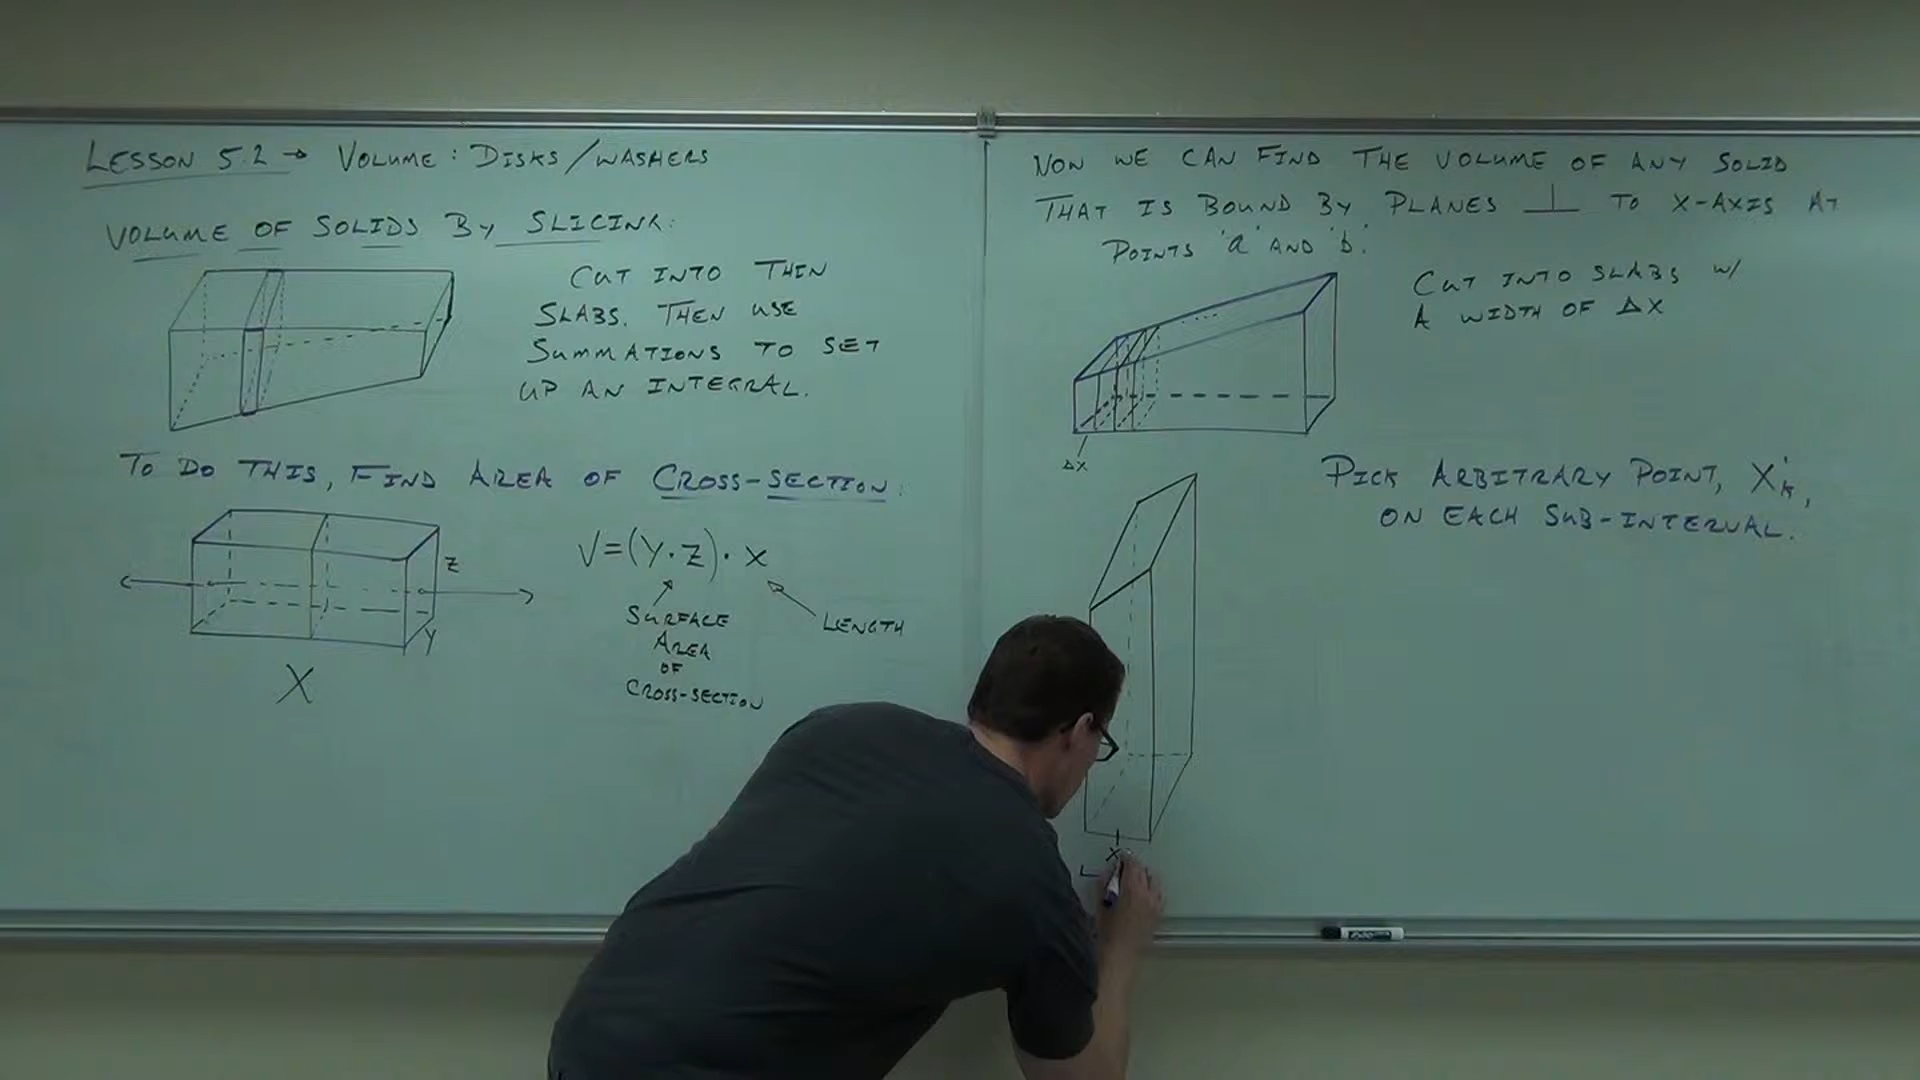 LESSON 5.2 → VOLUME: DISKS/WASHERS
VOLUME OF SOLIDS BY SLICING:
CUT INTO THIN
SLABS. THEN USE
SUMMATIONS TO SET
UP AN INTEGRAL.
TO DO THIS, FIND AREA OF CROSS-SECTION:
Z
Y
X
V=(Y·Z)·X
SURFACE
AREA
OF
CROSS-SECTION
LENGTH
NOW WE CAN FIND THE VOLUME OF ANY SOLID
THAT IS BOUND BY PLANES ⊥ TO X-AXIS AT
POINTS 'a' AND 'b'.
CUT INTO SLABS W/
A WIDTH OF ΔX
ΔX
PICK ARBITRARY POINT, X*k,
ON EACH SUB-INTERVAL.
X